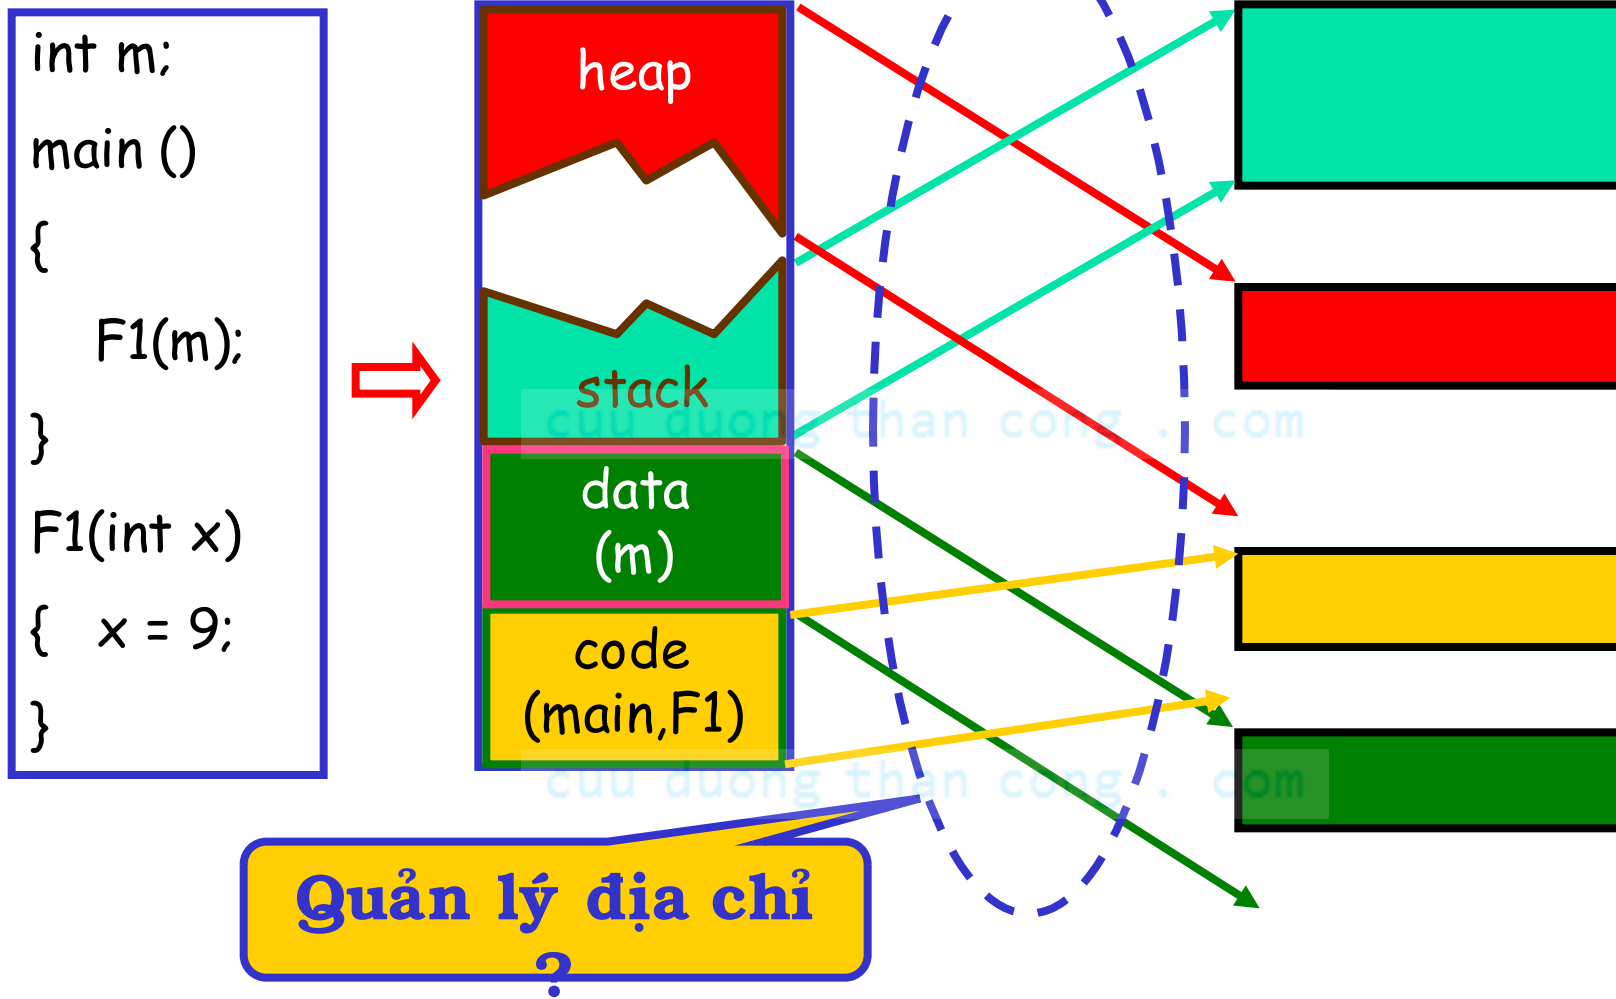 int m;
main ()
{
F1(m);
}
F1(int x)
{ x = 9;
}
heap
stack
data
(m)
code
(main,F1)
cuu duong than cong . com
cuu duong than cong . com
Quản lý địa chỉ
?